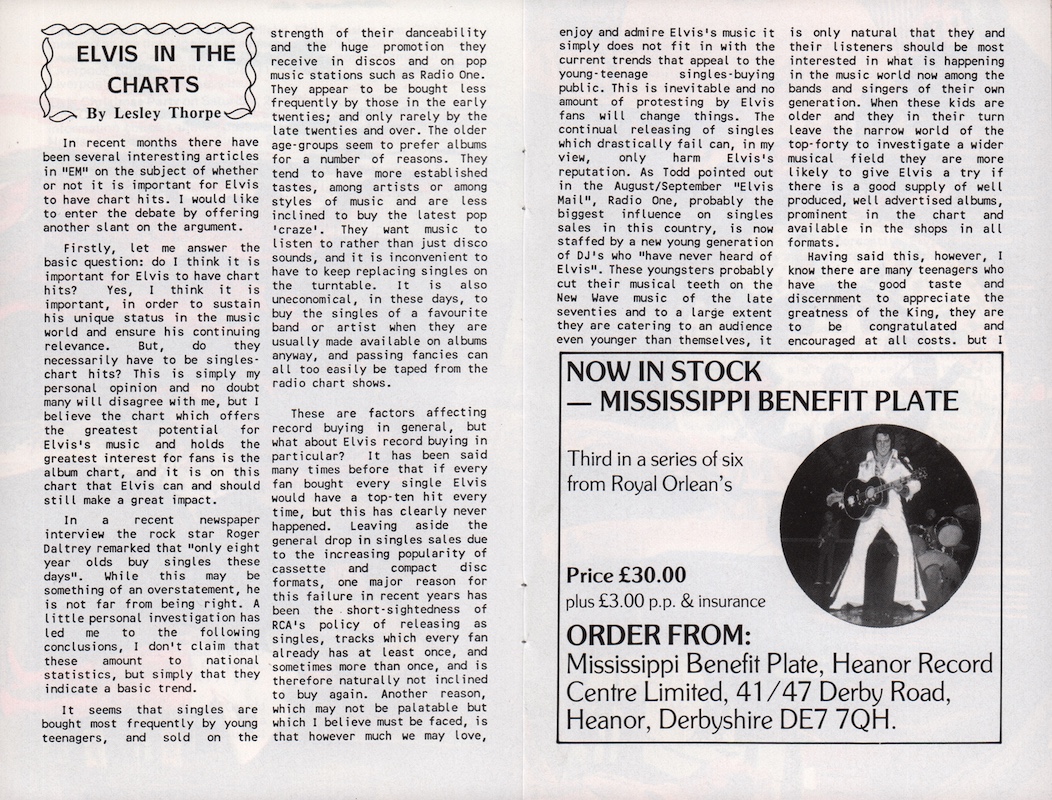 ELVIS IN THE
CHARTS
By Lesley Thorpe
In recent months there have
been several interesting articles
in "EM" on the subject of whether
or not it is important for Elvis
to have chart hits. I would like
to enter the debate by offering
another slant on the argument.
Firstly, let me answer the
basic question: do I think it is
important for Elvis to have chart
hits? Yes, I think it is
important, in order to sustain
his unique status in the music
world and ensure his continuing
relevance. But, do they
necessarily have to be singles-
chart hits? This is simply my
personal opinion and no doubt
many will disagree with me, but I
believe the chart which offers
the greatest potential for
Elvis's music and holds the
greatest interest for fans is the
album chart, and it is on this
chart that Elvis can and should
still make a great impact.
In a recent newspaper
interview the rock star Roger
Daltrey remarked that "only eight
year olds buy singles these
days". While this may be
something of an overstatement, he
is not far from being right. A
little personal investigation has
led me to the following
conclusions, I don't claim that
these amount to national
statistics, but simply that they
indicate a basic trend.
It seems that singles are
bought most frequently by young
teenagers, and sold on the
strength of their danceability
and the huge promotion they
receive in discos and on pop
music stations such as Radio One.
They appear to be bought less
frequently by those in the early
twenties; and only rarely by the
late twenties and over. The older
age-groups seem to prefer albums
for a number of reasons. They
tend to have more established
tastes, among artists or among
styles of music and are less
inclined to buy the latest pop
'craze'. They want music to
listen to rather than just disco
sounds, and it is inconvenient to
have to keep replacing singles on
the turntable. It is also
uneconomical, in these days, to
buy the singles of a favourite
band or artist when they are
usually made available on albums
anyway, and passing fancies can
all too easily be taped from the
radio chart shows.
These are factors affecting
record buying in general, but
what about Elvis record buying in
particular? It has been said
many times before that if every
fan bought every single Elvis
would have a top-ten hit every
time, but this has clearly never
happened. Leaving aside the
general drop in singles sales due
to the increasing popularity of
cassette and compact disc
formats, one major reason for
this failure in recent years has
been the short-sightedness of
RCA's policy of releasing as
singles, tracks which every fan
already has at least once, and
sometimes more than once, and is
therefore naturally not inclined
to buy again. Another reason,
which may not be palatable but
which I believe must be faced, is
that however much we may love,
enjoy and admire Elvis's music it
simply does not fit in with the
current trends that appeal to the
young-teenage singles-buying
public. This is inevitable and no
amount of protesting by Elvis
fans will change things. The
continual releasing of singles
which drastically fail can, in my
view, only harm Elvis's
reputation. As Todd pointed out
in the August/September "Elvis
Mail", Radio One, probably the
biggest influence on singles
sales in this country, is now
staffed by a new young generation
of DJ's who "have never heard of
Elvis". These youngsters probably
cut their musical teeth on the
New Wave music of the late
seventies and to a large extent
they are catering to an audience
even younger than themselves, it
is only natural that they and
their listeners should be most
interested in what is happening
in the music world now among the
bands and singers of their own
generation. When these kids are
older and they in their turn
leave the narrow world of the
top-forty to investigate a wider
musical field they are more
likely to give Elvis a try if
there is a good supply of well
produced, well advertised albums,
prominent in the chart and
available in the shops in all
formats.
Having said this, however, I
know there are many teenagers who
have the good taste and
discernment to appreciate the
greatness of the King, they are
to be congratulated and
encouraged at all costs. but I
NOW IN STOCK
— MISSISSIPPI BENEFIT PLATE
Third in a series of six
from Royal Orlean's
Price £30.00
plus £3.00 p.p. & insurance
ORDER FROM:
Mississippi Benefit Plate, Heanor Record
Centre Limited, 41/47 Derby Road,
Heanor, Derbyshire DE7 7QH.